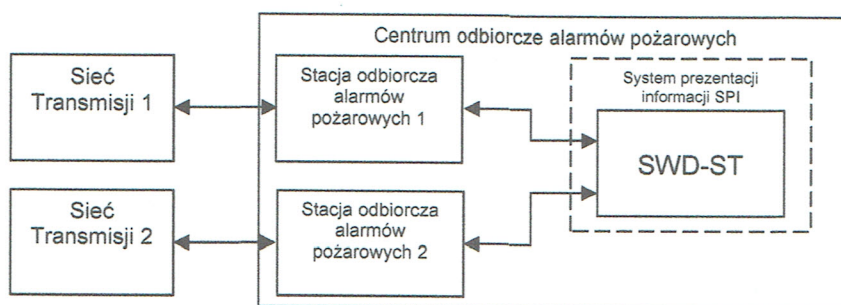 Centrum odbiorcze alarmów pożarowych
Sieć
Transmisji 1
Stacja odbiorcza
alarmów
pożarowych 1
System prezentacji
informacji SPI
SWD-ST
Sieć
Transmisji 2
Stacja odbiorcza
alarmów
pożarowych 2